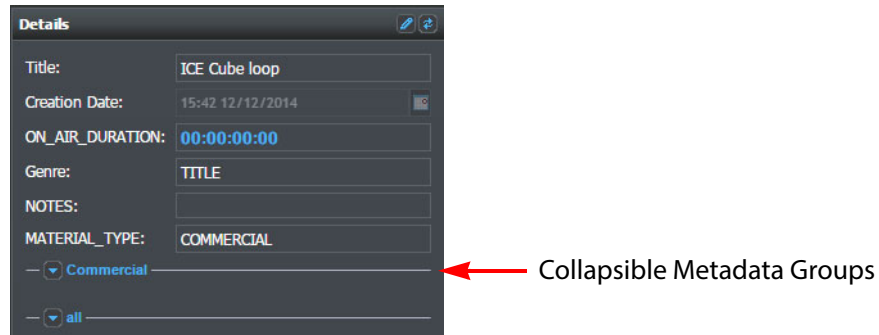 Details
Title: ICE Cube loop
Creation Date: 15:42 12/12/2014
ON_AIR_DURATION: 00:00:00:00
Genre: TITLE
NOTES:
MATERIAL_TYPE: COMMERCIAL
Commercial
Collapsible Metadata Groups
all